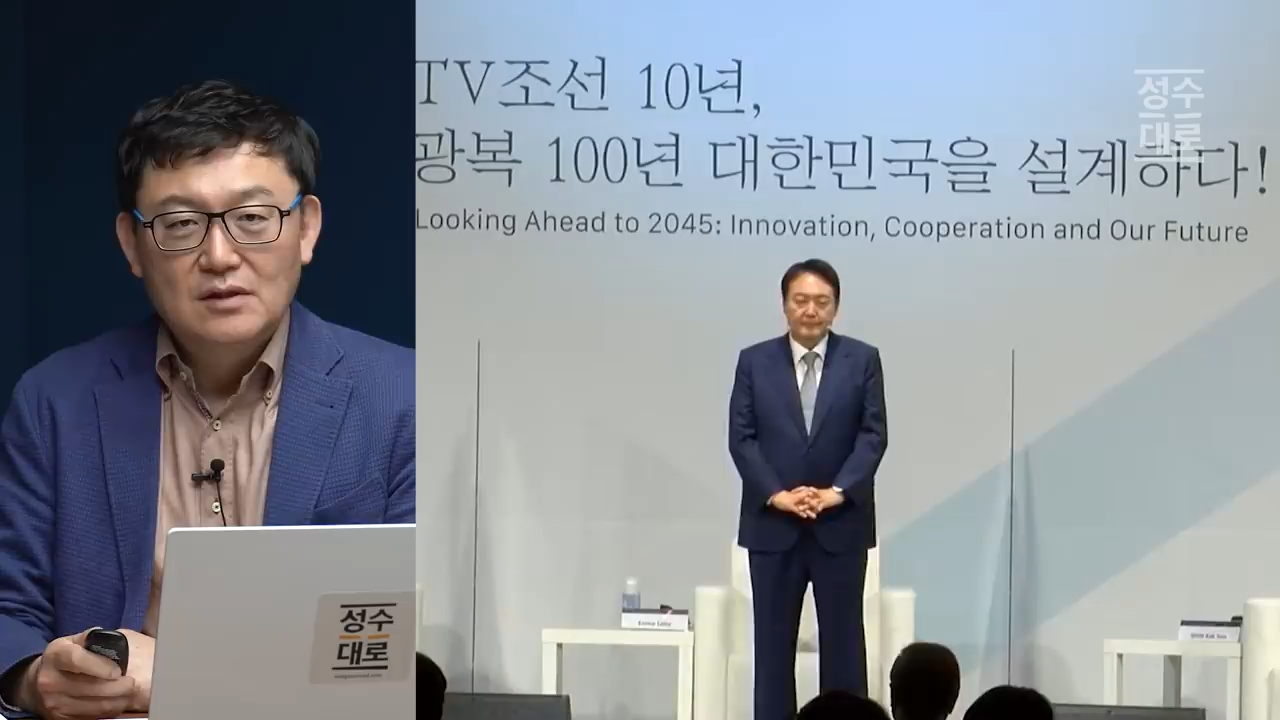 TV조선 10년,
광복 100년 대한민국을 설계하다!
Looking Ahead to 2045: Innovation, Cooperation and Our Future
성수
대로
성수
대로